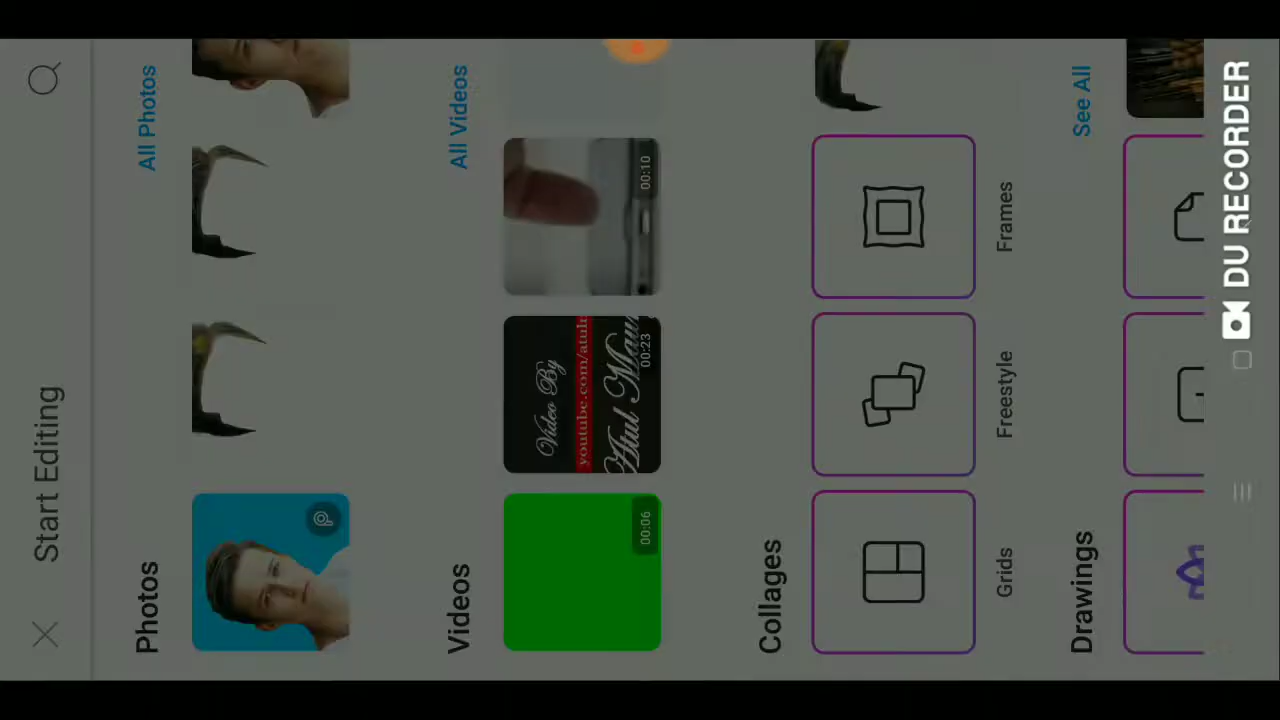 Start Editing
Photos
All Photos
Videos
All Videos
00:06
Video By
youtube.com/atul
Atul
00:23
00:10
Collages
Grids
Freestyle
Frames
Drawings
See All
DU RECORDER